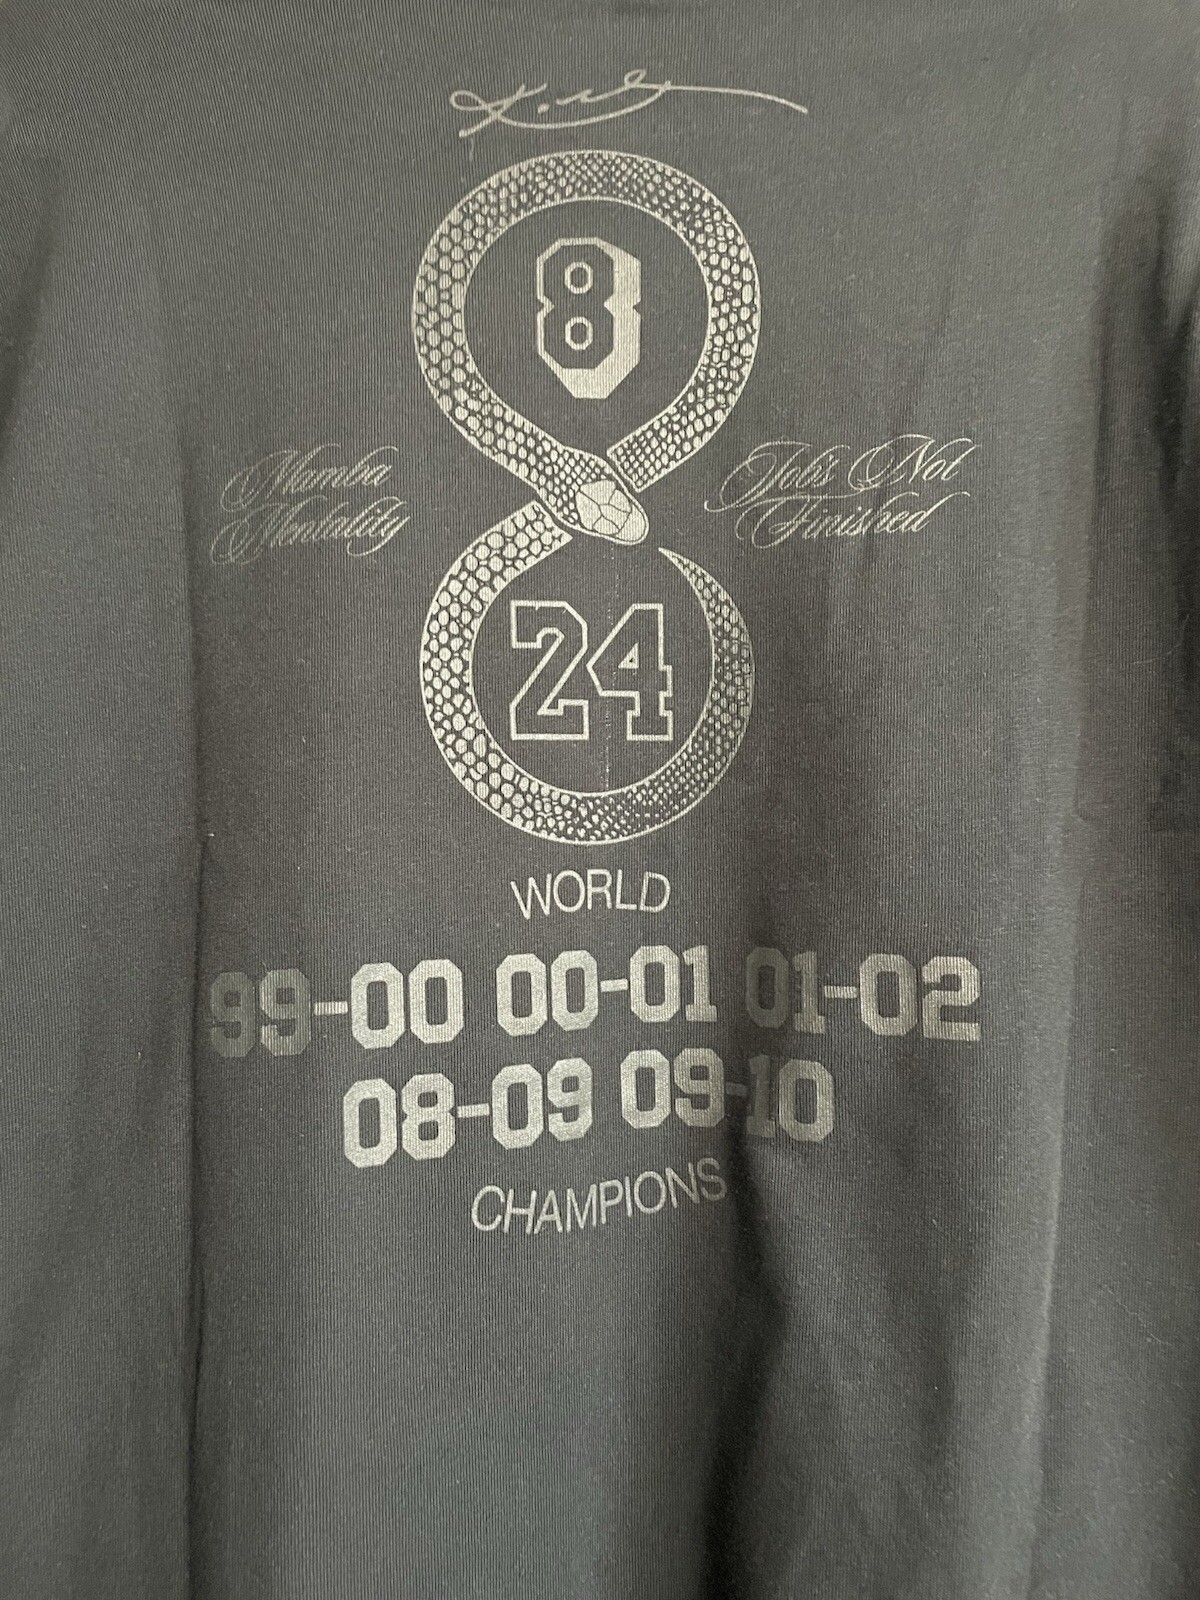 8
Mamba
Mentality
Job's Not
Finished
24
WORLD
99-00 00-01 01-02
08-09 09-10
CHAMPIONS